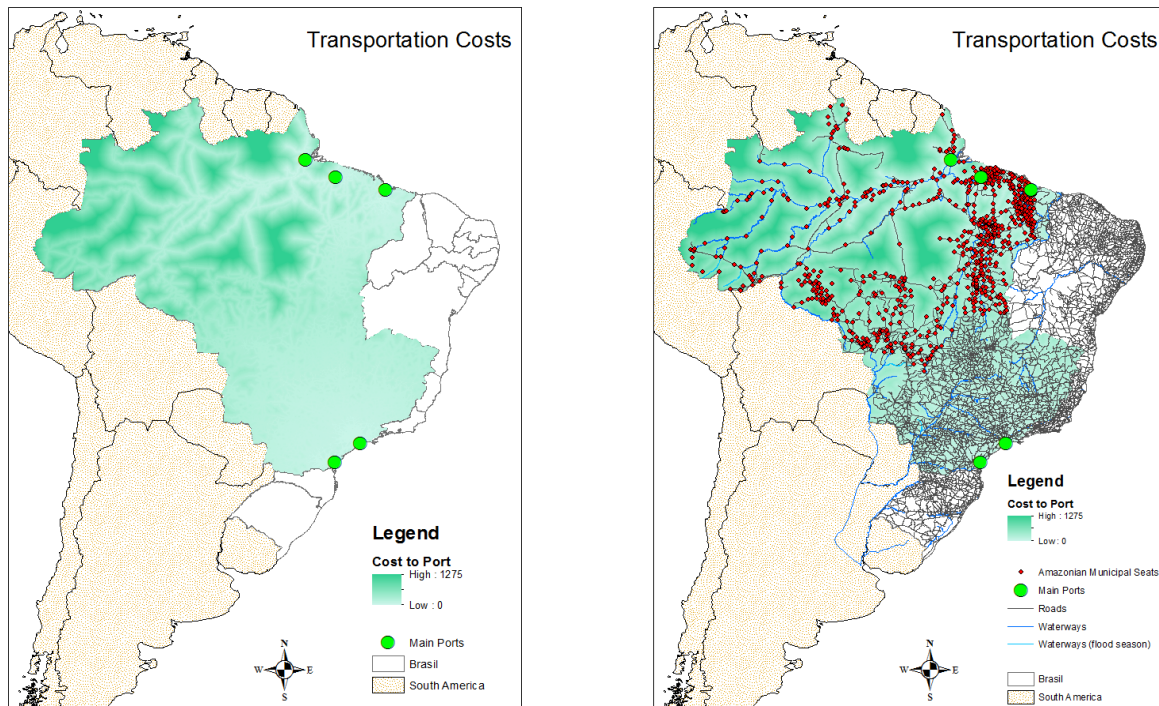 Transportation Costs
Legend
Cost to Port
High : 1275
Low : 0
Main Ports
Brasil
South America
N
W
E
S
Transportation Costs
Legend
Cost to Port
High : 1275
Low : 0
Amazonian Municipal Seats
Main Ports
Roads
Waterways
Waterways (flood season)
Brasil
South America
N
W
E
S